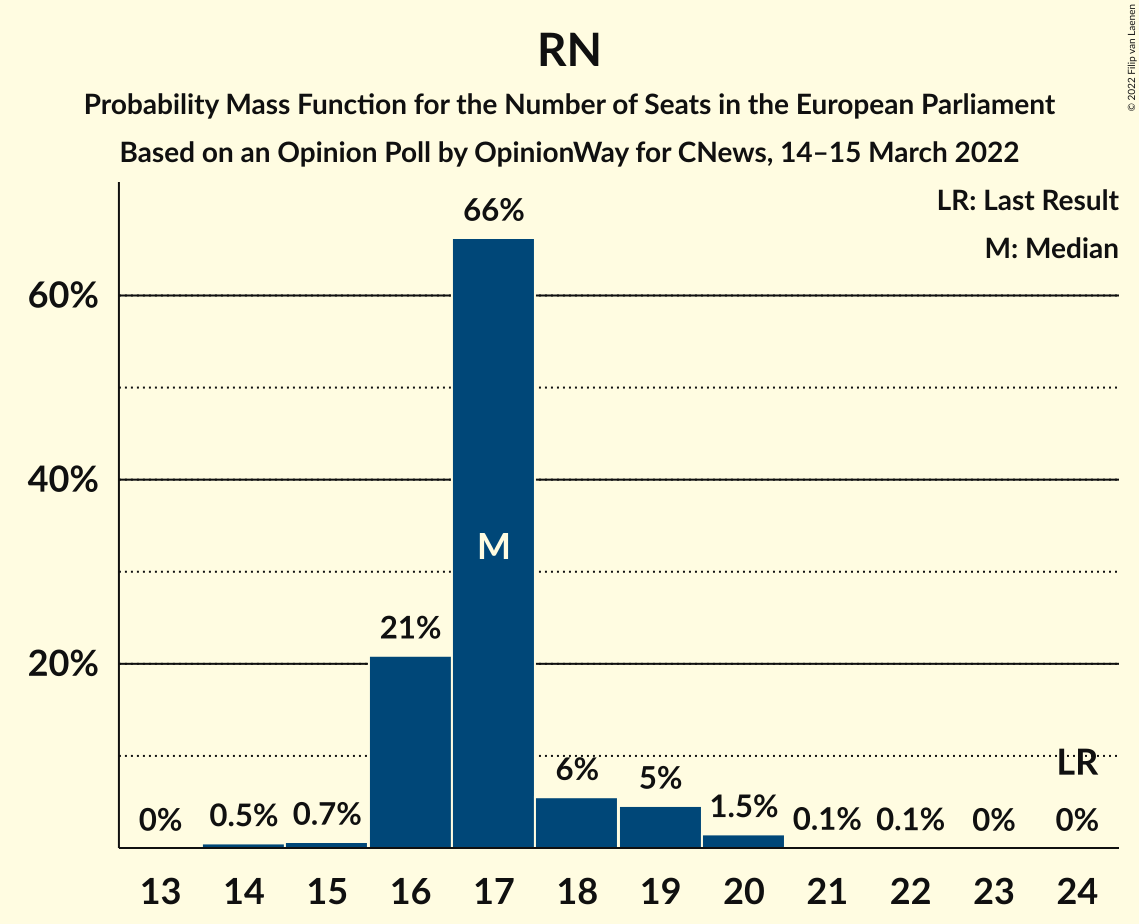 RN
Probability Mass Function for the Number of Seats in the European Parliament
Based on an Opinion Poll by OpinionWay for CNews, 14–15 March 2022
© 2022 Filip van Laenen
LR: Last Result
M: Median
66%
60%
40%
M
21%
20%
LR
6%
5%
0%
0.5%
0.7%
1.5%
0.1%
0.1%
0%
0%
13 14 15 16 17 18 19 20 21 22 23 24